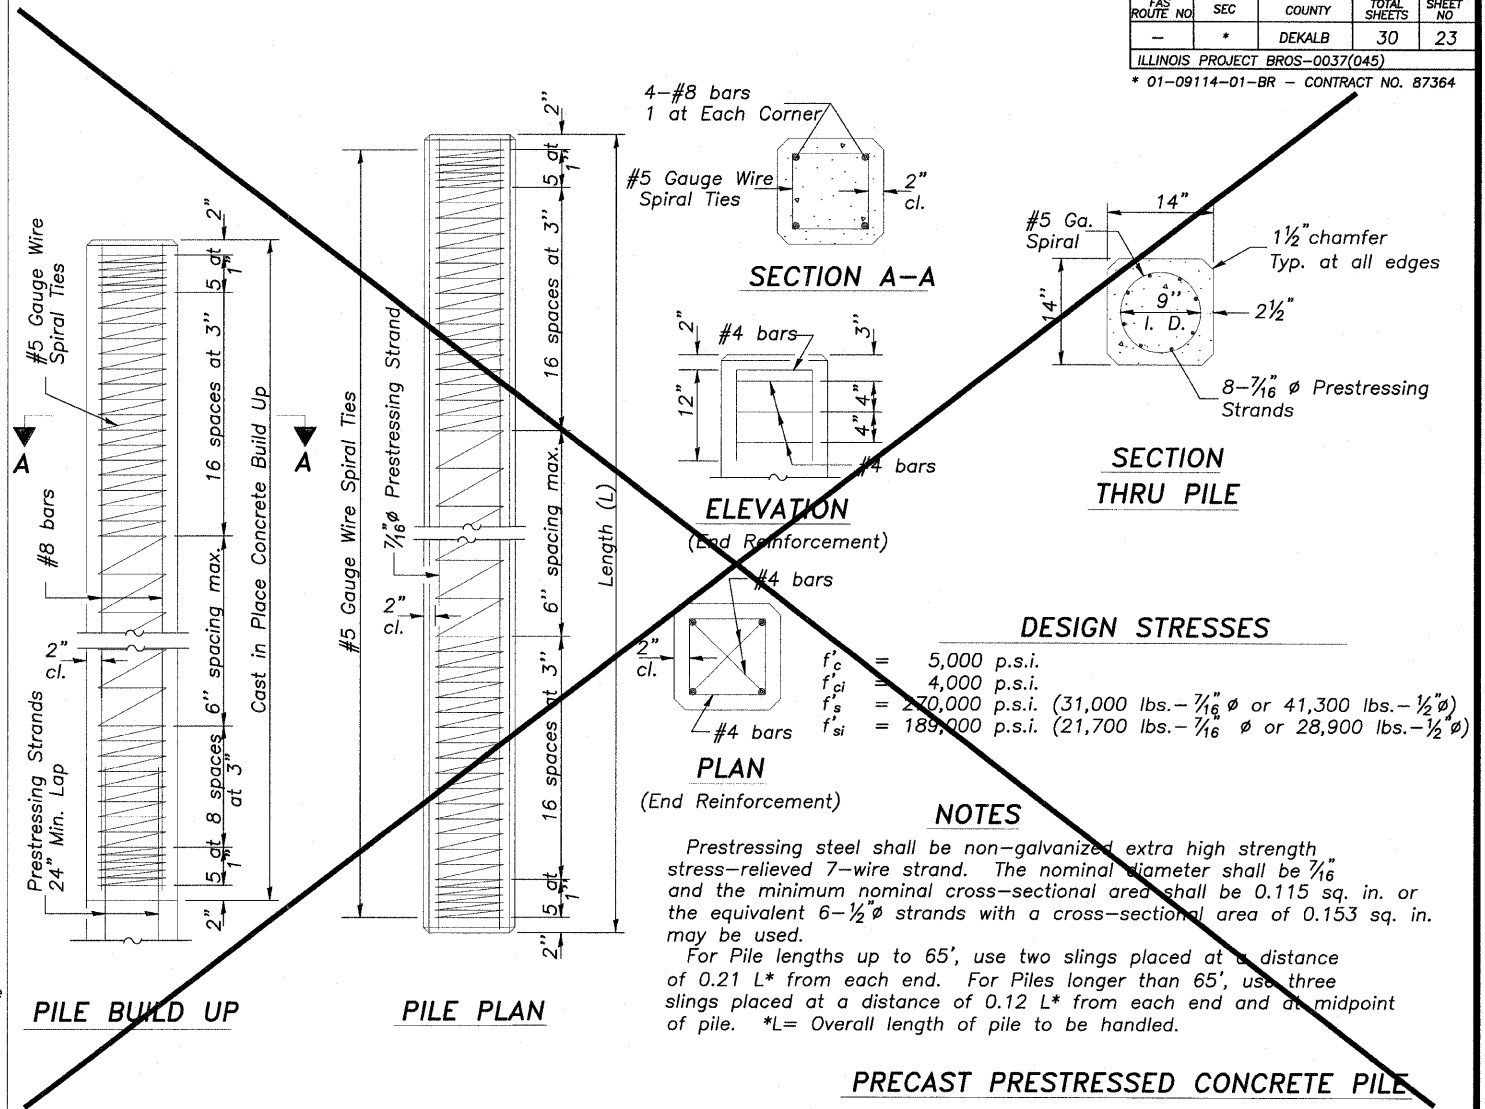 FAS ROUTE NO
SEC
COUNTY
TOTAL SHEETS
SHEET NO
—
*
DEKALB
30
23
ILLINOIS PROJECT BROS-0037(045)
* 01-09114-01-BR - CONTRACT NO. 87364
2"
5 at 1"
16 spaces at 3"
6" spacing max.
8 spaces at 3"
5 at 1"
2"
#5 Gauge Wire
Spiral Ties
A
A
#8 bars
2"
cl.
Prestressing Strands
24" Min. Lap
Cast in Place Concrete Build Up
PILE BUILD UP
2"
5 at 1"
16 spaces at 3"
6" spacing max.
16 spaces at 3"
5 at 1"
2"
#5 Gauge Wire Spiral Ties
7/16"ø Prestressing Strand
2"
cl.
Length (L)
PILE PLAN
4-#8 bars
1 at Each Corner
#5 Gauge Wire
Spiral Ties
2"
cl.
SECTION A-A
2"
#4 bars
3"
12"
4"
4"
#4 bars
ELEVATION
(End Reinforcement)
#4 bars
2"
cl.
#4 bars
PLAN
(End Reinforcement)
14"
#5 Ga.
Spiral
1½"chamfer
Typ. at all edges
14"
9"
I. D.
2½"
8-7/16" ø Prestressing
Strands
SECTION
THRU PILE
DESIGN STRESSES
f'c = 5,000 p.s.i.
f'ci = 4,000 p.s.i.
f's = 270,000 p.s.i. (31,000 lbs.-7/16" ø or 41,300 lbs.-½"ø)
f'si = 189,000 p.s.i. (21,700 lbs.-7/16" ø or 28,900 lbs.-½"ø)
NOTES
Prestressing steel shall be non-galvanized extra high strength
stress-relieved 7-wire strand. The nominal diameter shall be 7/16"
and the minimum nominal cross-sectional area shall be 0.115 sq. in. or
the equivalent 6-½"ø strands with a cross-sectional area of 0.153 sq. in.
may be used.
For Pile lengths up to 65', use two slings placed at a distance
of 0.21 L* from each end. For Piles longer than 65', use three
slings placed at a distance of 0.12 L* from each end and at midpoint
of pile. *L= Overall length of pile to be handled.
PRECAST PRESTRESSED CONCRETE PILE